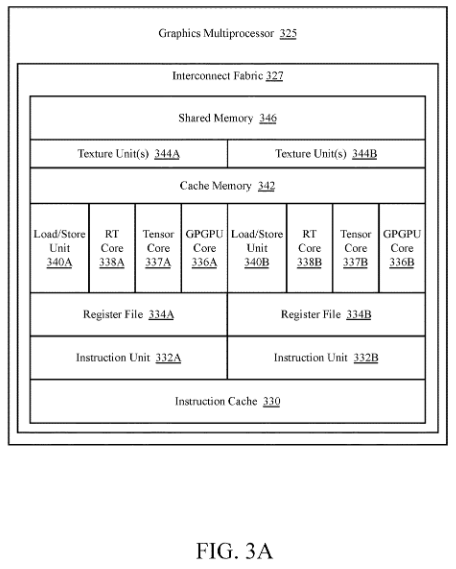 Graphics Multiprocessor 325
Interconnect Fabric 327
Shared Memory 346
Texture Unit(s) 344A
Texture Unit(s) 344B
Cache Memory 342
Load/Store
Unit
340A
RT
Core
338A
Tensor
Core
337A
GPGPU
Core
336A
Load/Store
Unit
340B
RT
Core
338B
Tensor
Core
337B
GPGPU
Core
336B
Register File 334A
Register File 334B
Instruction Unit 332A
Instruction Unit 332B
Instruction Cache 330
FIG. 3A